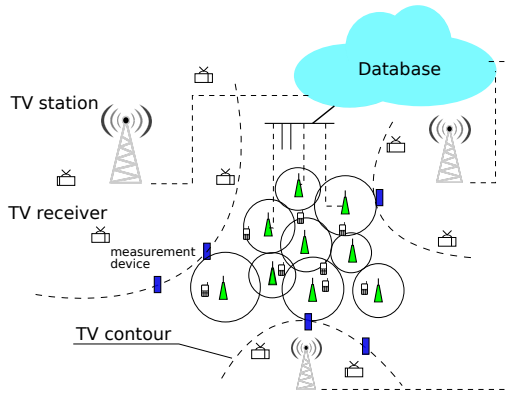 Database
TV station
TV receiver
measurement
device
TV contour